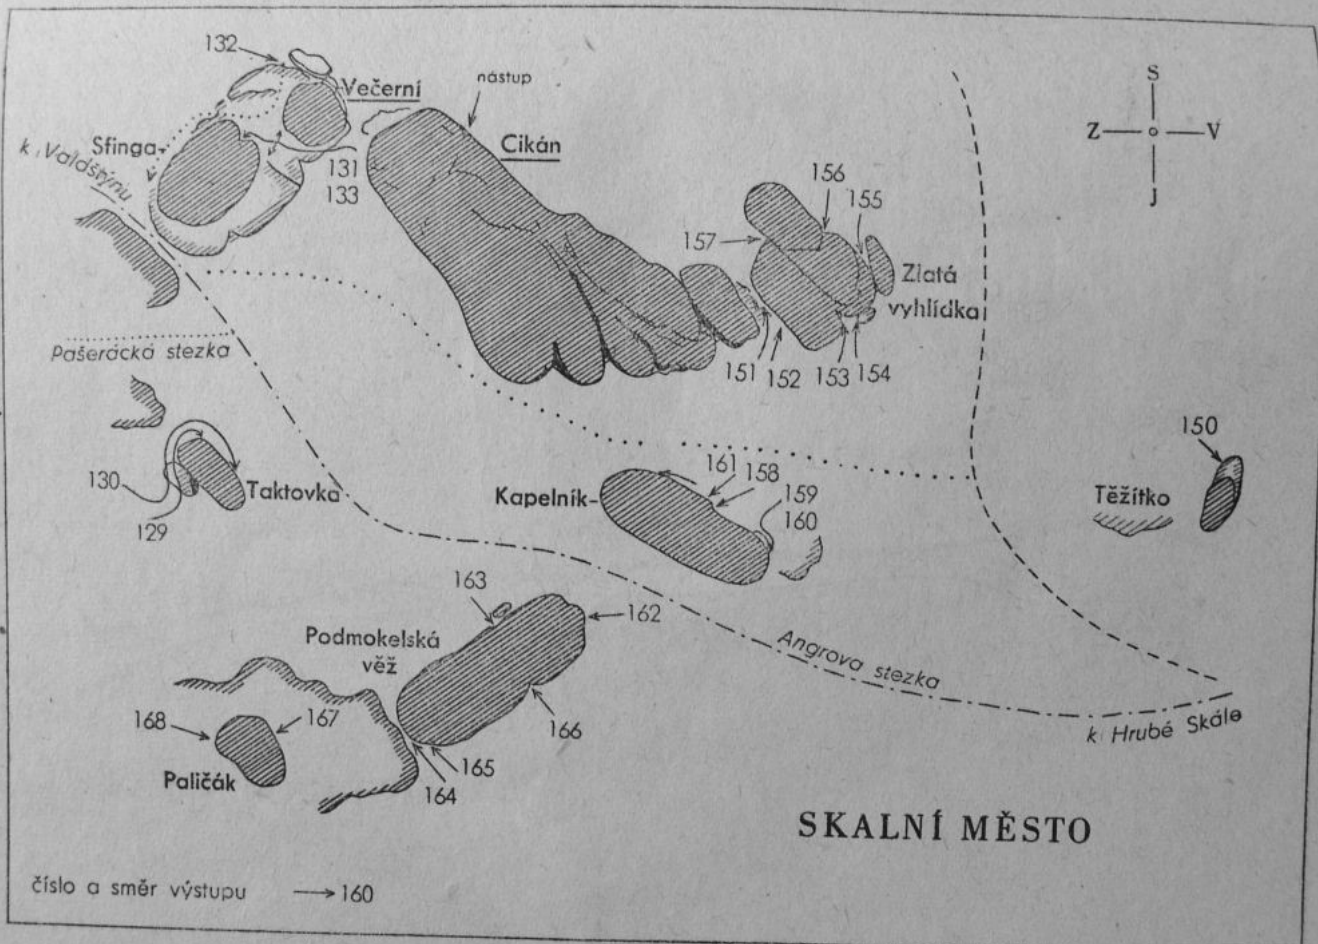 132
Večerní
nástup
Sfinga
k Valdštýnu
Cikán
131
133
S
Z
V
J
156
155
157
Zlatá
vyhlídka
Pašerácká stezka
151
152
153
154
150
130
Taktovka
129
Kapelník
161
158
159
160
Těžítko
163
162
Podmokelská
věž
Angrova stezka
168
167
166
165
164
Paličák
k Hrubé Skále
SKALNÍ MĚSTO
číslo a směr výstupu
160